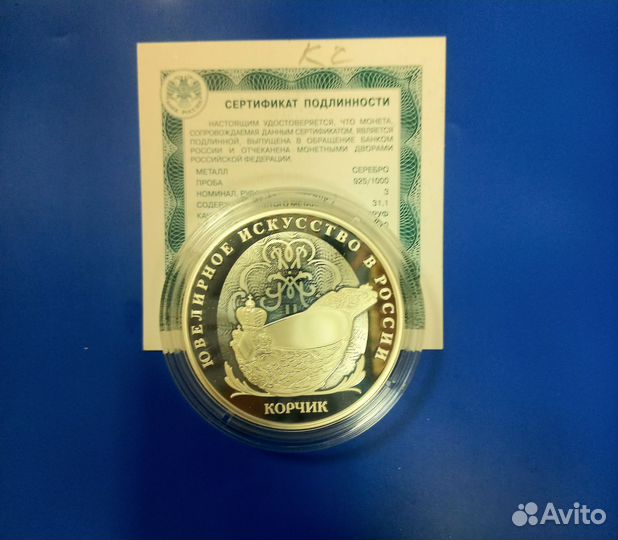 КС
СЕРТИФИКАТ ПОДЛИННОСТИ
НАСТОЯЩИМ УДОСТОВЕРЯЕТСЯ, ЧТО МОНЕТА,
СОПРОВОЖДАЕМАЯ ДАННЫМ СЕРТИФИКАТОМ, ЯВЛЯЕТСЯ
ПОДЛИННОЙ, ВЫПУЩЕНА В ОБРАЩЕНИЕ БАНКОМ
РОССИИ И ОТЧЕКАНЕНА МОНЕТНЫМИ ДВОРАМИ
РОССИЙСКОЙ ФЕДЕРАЦИИ.
МЕТАЛЛ СЕРЕБРО
ПРОБА 925/1000
НОМИНАЛ, 3
31,1
ЮВЕЛИРНОЕ ИСКУССТВО В РОССИИ
КОРЧИК
Avito